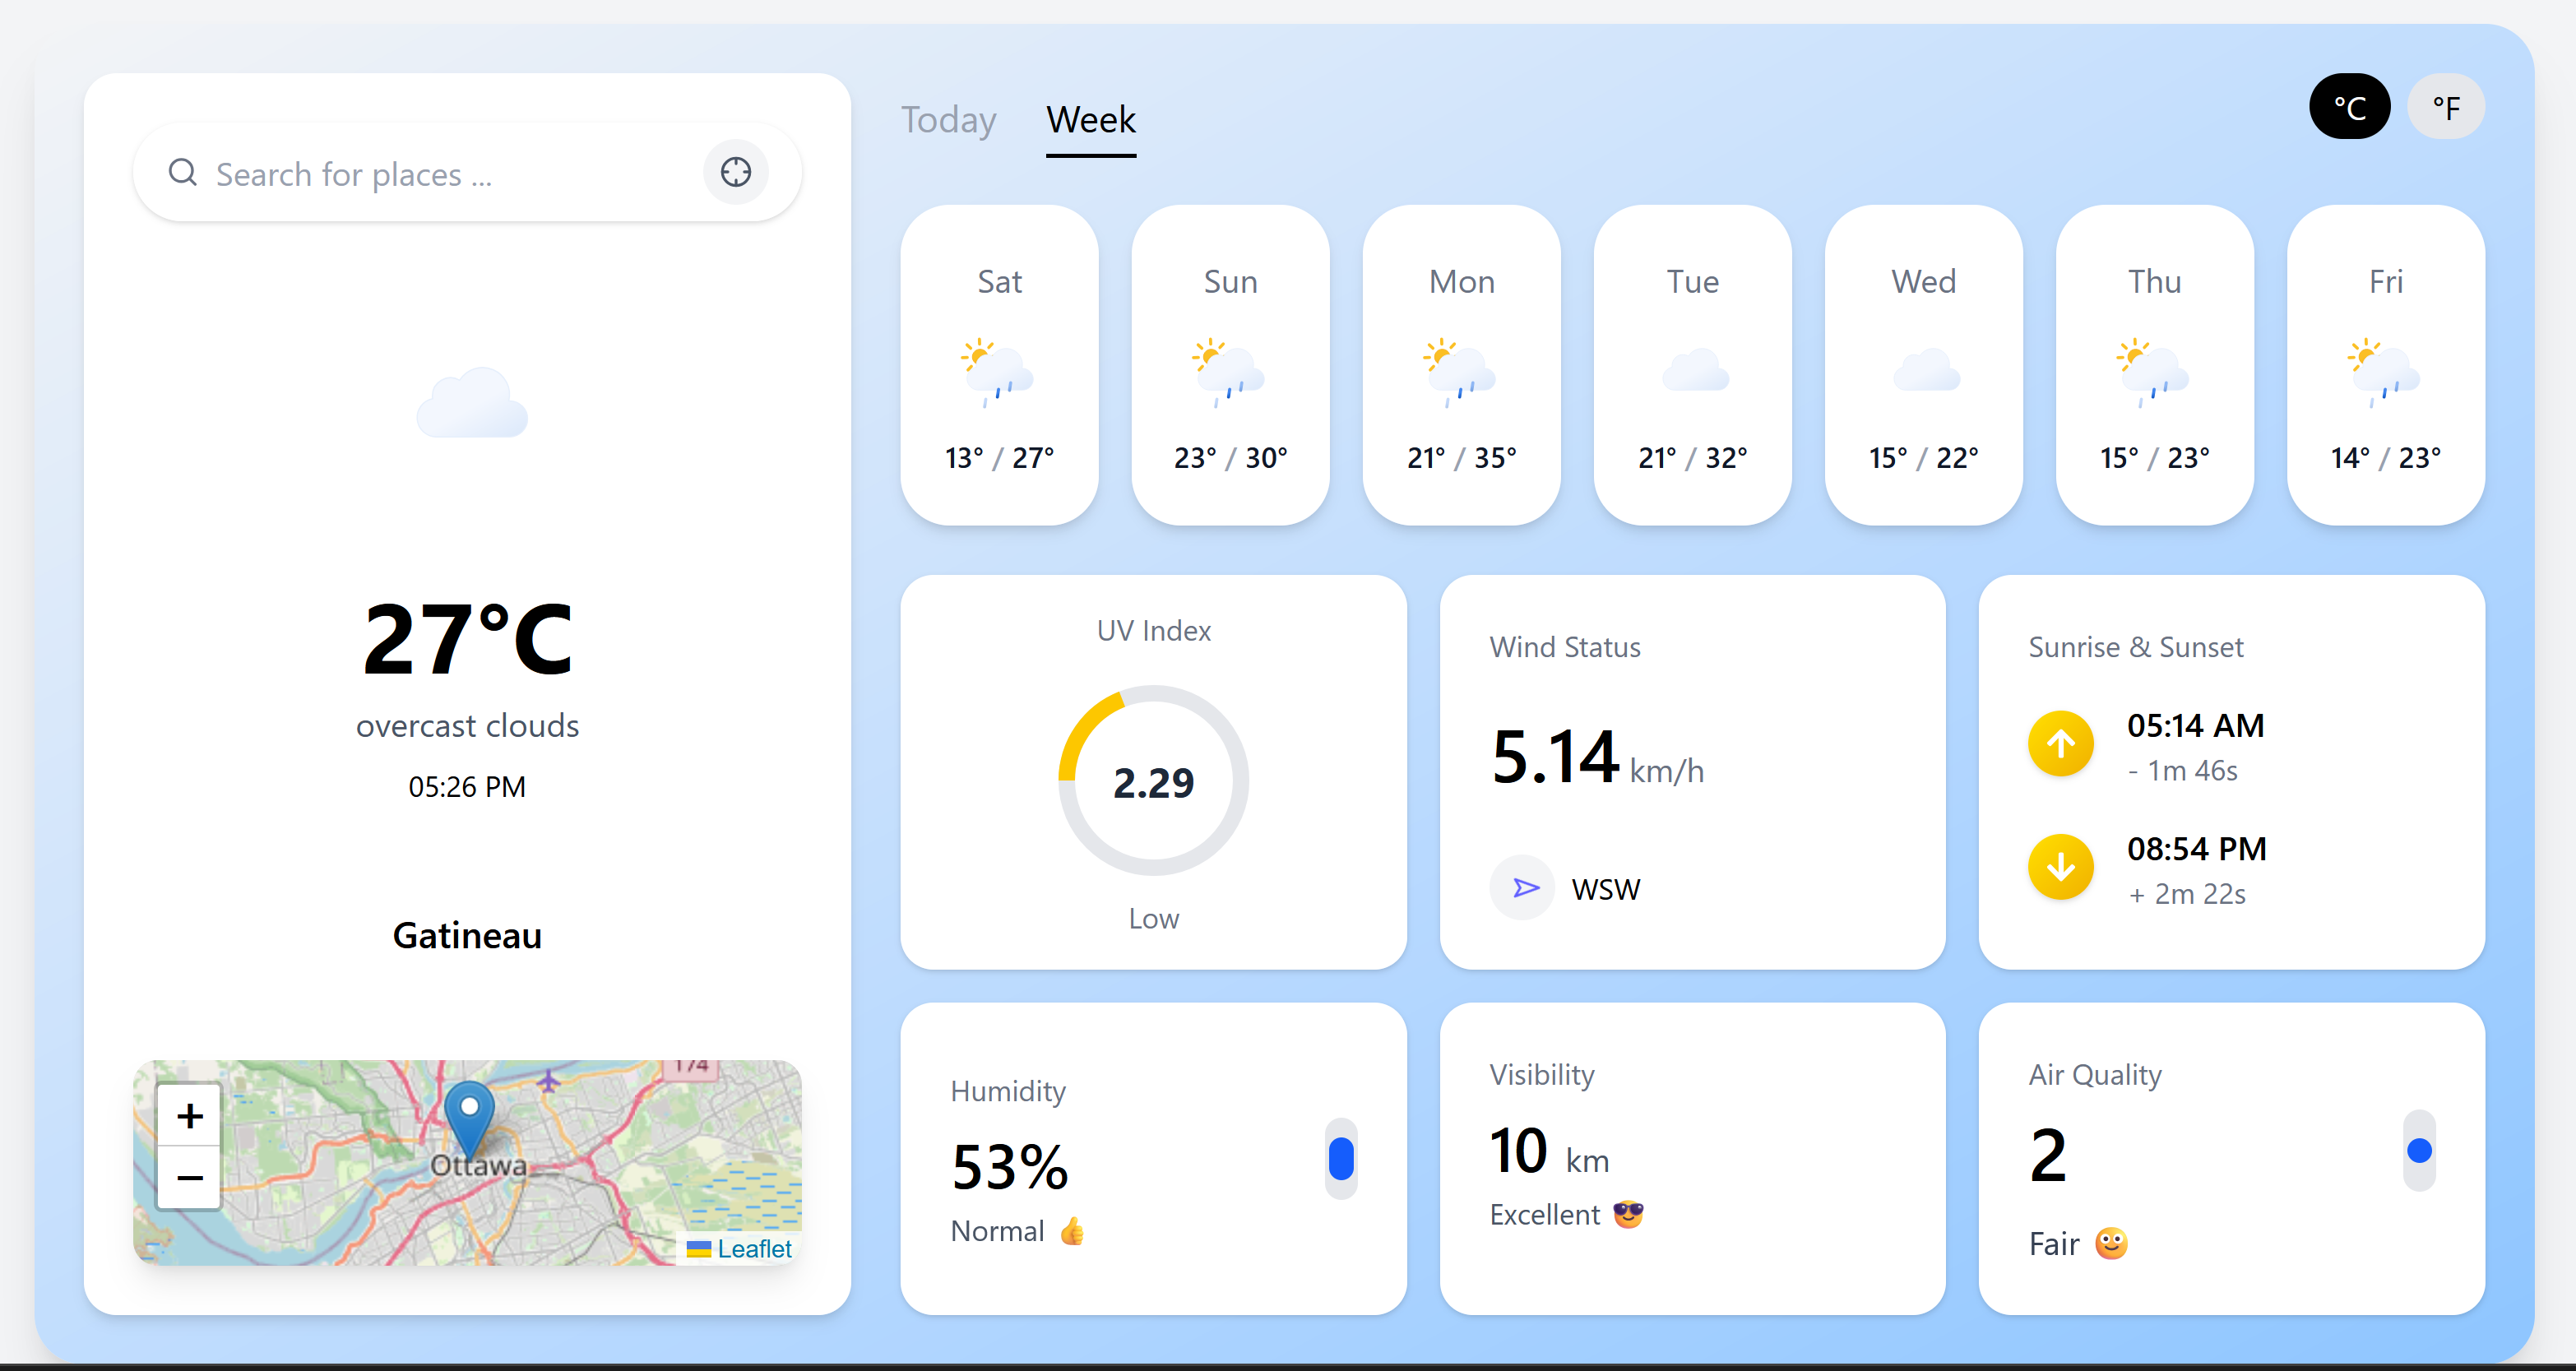 Search for places ...
27°C
overcast clouds
05:26 PM
Gatineau
+
−
174
Ottawa
Leaflet
Today Week
°C °F
Sat Sun Mon Tue Wed Thu Fri
13° / 27° 23° / 30° 21° / 35° 21° / 32° 15° / 22° 15° / 23° 14° / 23°
UV Index
2.29
Low
Wind Status
5.14 km/h
WSW
Sunrise & Sunset
05:14 AM
- 1m 46s
08:54 PM
+ 2m 22s
Humidity
53%
Normal 👍
Visibility
10 km
Excellent 😎
Air Quality
2
Fair 🙂